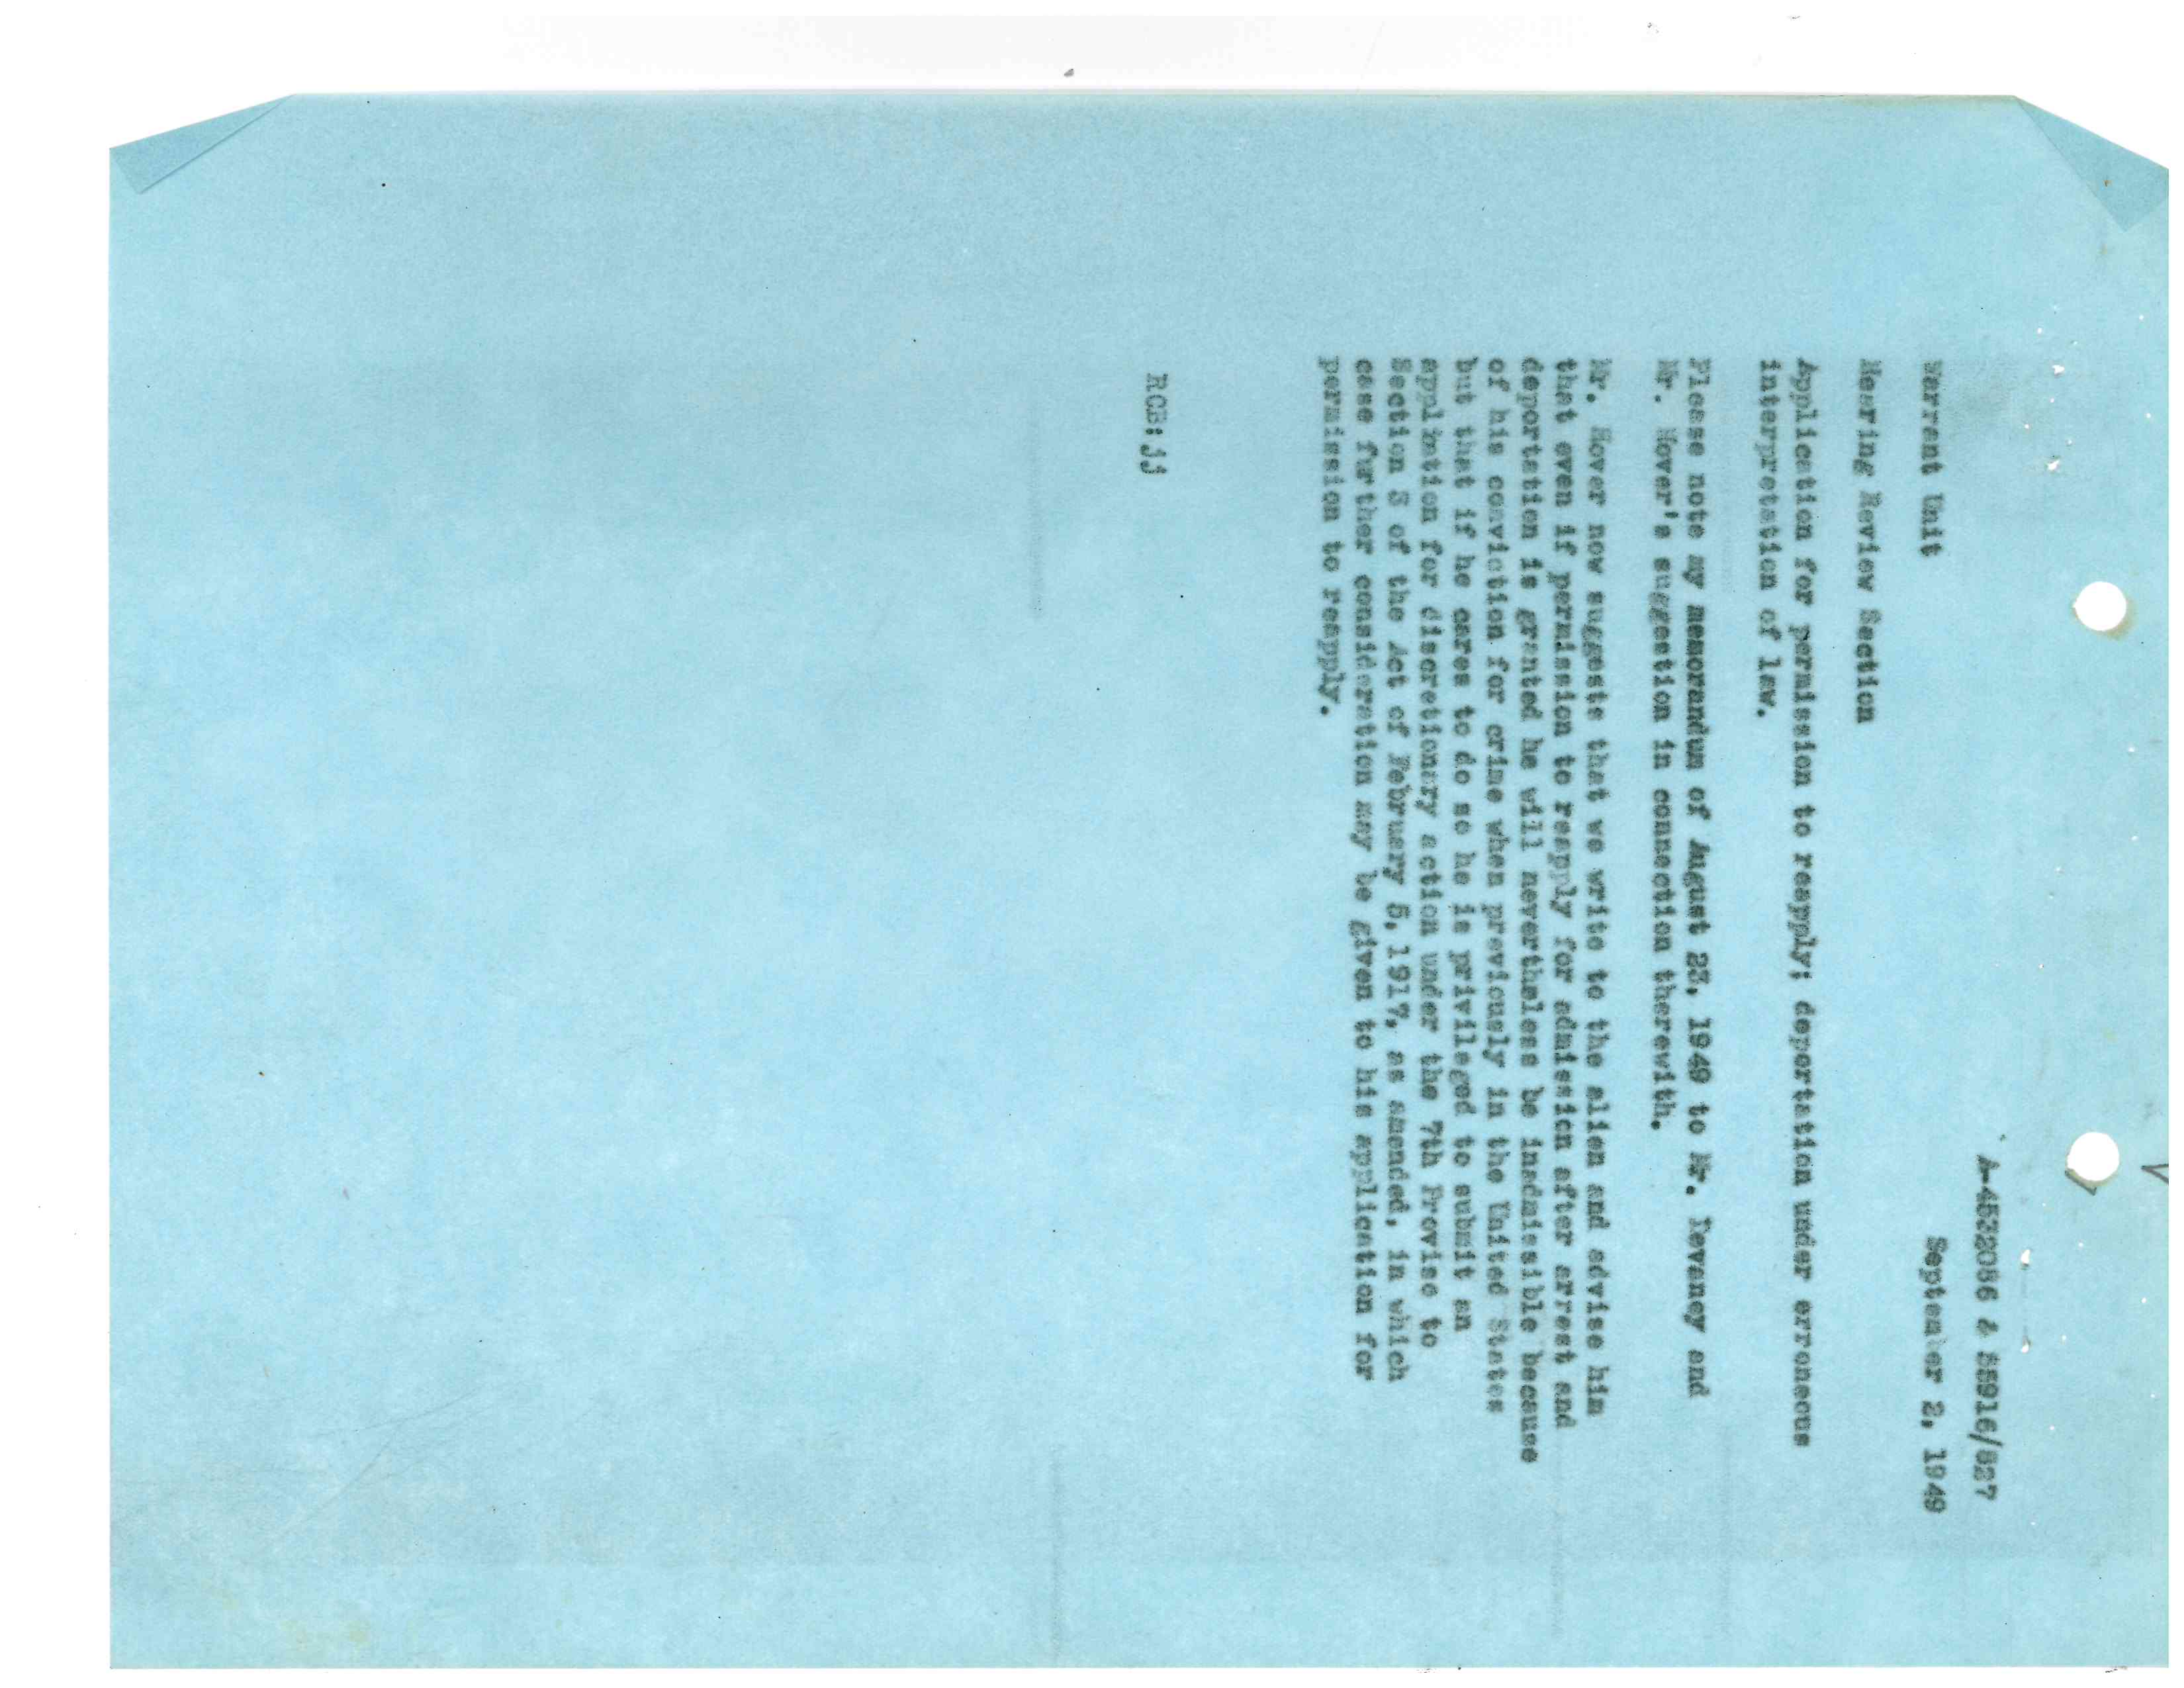 A-4532086 & 55916/827
Warrant Unit
September 2, 1949
Hearing Review Section
Application for permission to reapply; deportation under erroneous
interpretation of law.
Please note my memorandum of August 23, 1949 to Mr. Devaney and
Mr. Hover's suggestion in connection therewith.
Mr. Hover now suggests that we write to the alien and advise him
that even if permission to reapply for admission after arrest and
deportation is granted he will nevertheless be inadmissible because
of his conviction for crime when previously in the United States
but that if he cares to do so he is privileged to submit an
application for discretionary action under the 7th Proviso to
Section 3 of the Act of February 5, 1917, as amended, in which
case further consideration may be given to his application for
permission to reapply.
RCB:jj